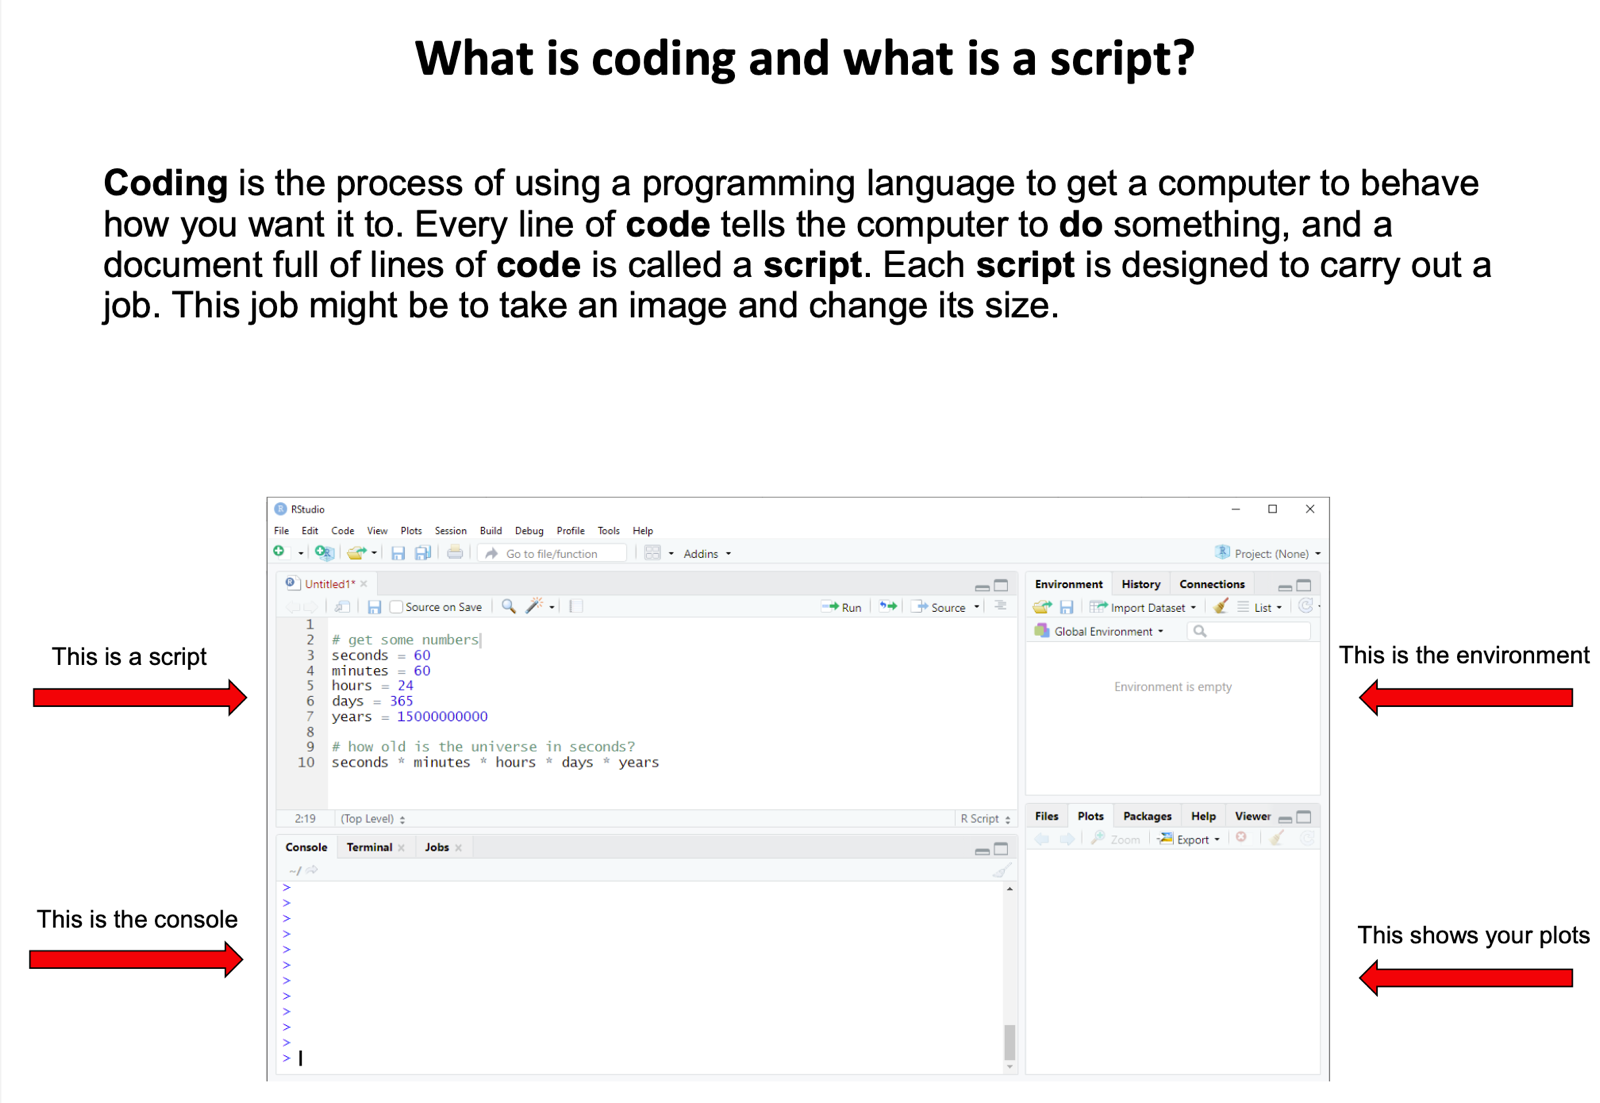 What is coding and what is a script?
Coding is the process of using a programming language to get a computer to behave
how you want it to. Every line of code tells the computer to do something, and a
document full of lines of code is called a script. Each script is designed to carry out a
job. This job might be to take an image and change its size.
RStudio
File Edit Code View Plots Session Build Debug Profile Tools Help
Go to file/function Addins Project: (None)
Untitled1*
Source on Save Run Source
1
2 # get some numbers
3 seconds = 60
4 minutes = 60
5 hours = 24
6 days = 365
7 years = 15000000000
8
9 # how old is the universe in seconds?
10 seconds * minutes * hours * days * years
2:19 (Top Level) R Script
This is a script
Environment History Connections
Import Dataset List
Global Environment
Environment is empty
This is the environment
Console Terminal Jobs
~/
>
>
>
>
>
>
>
>
>
>
>
>
This is the console
Files Plots Packages Help Viewer
Zoom Export
This shows your plots